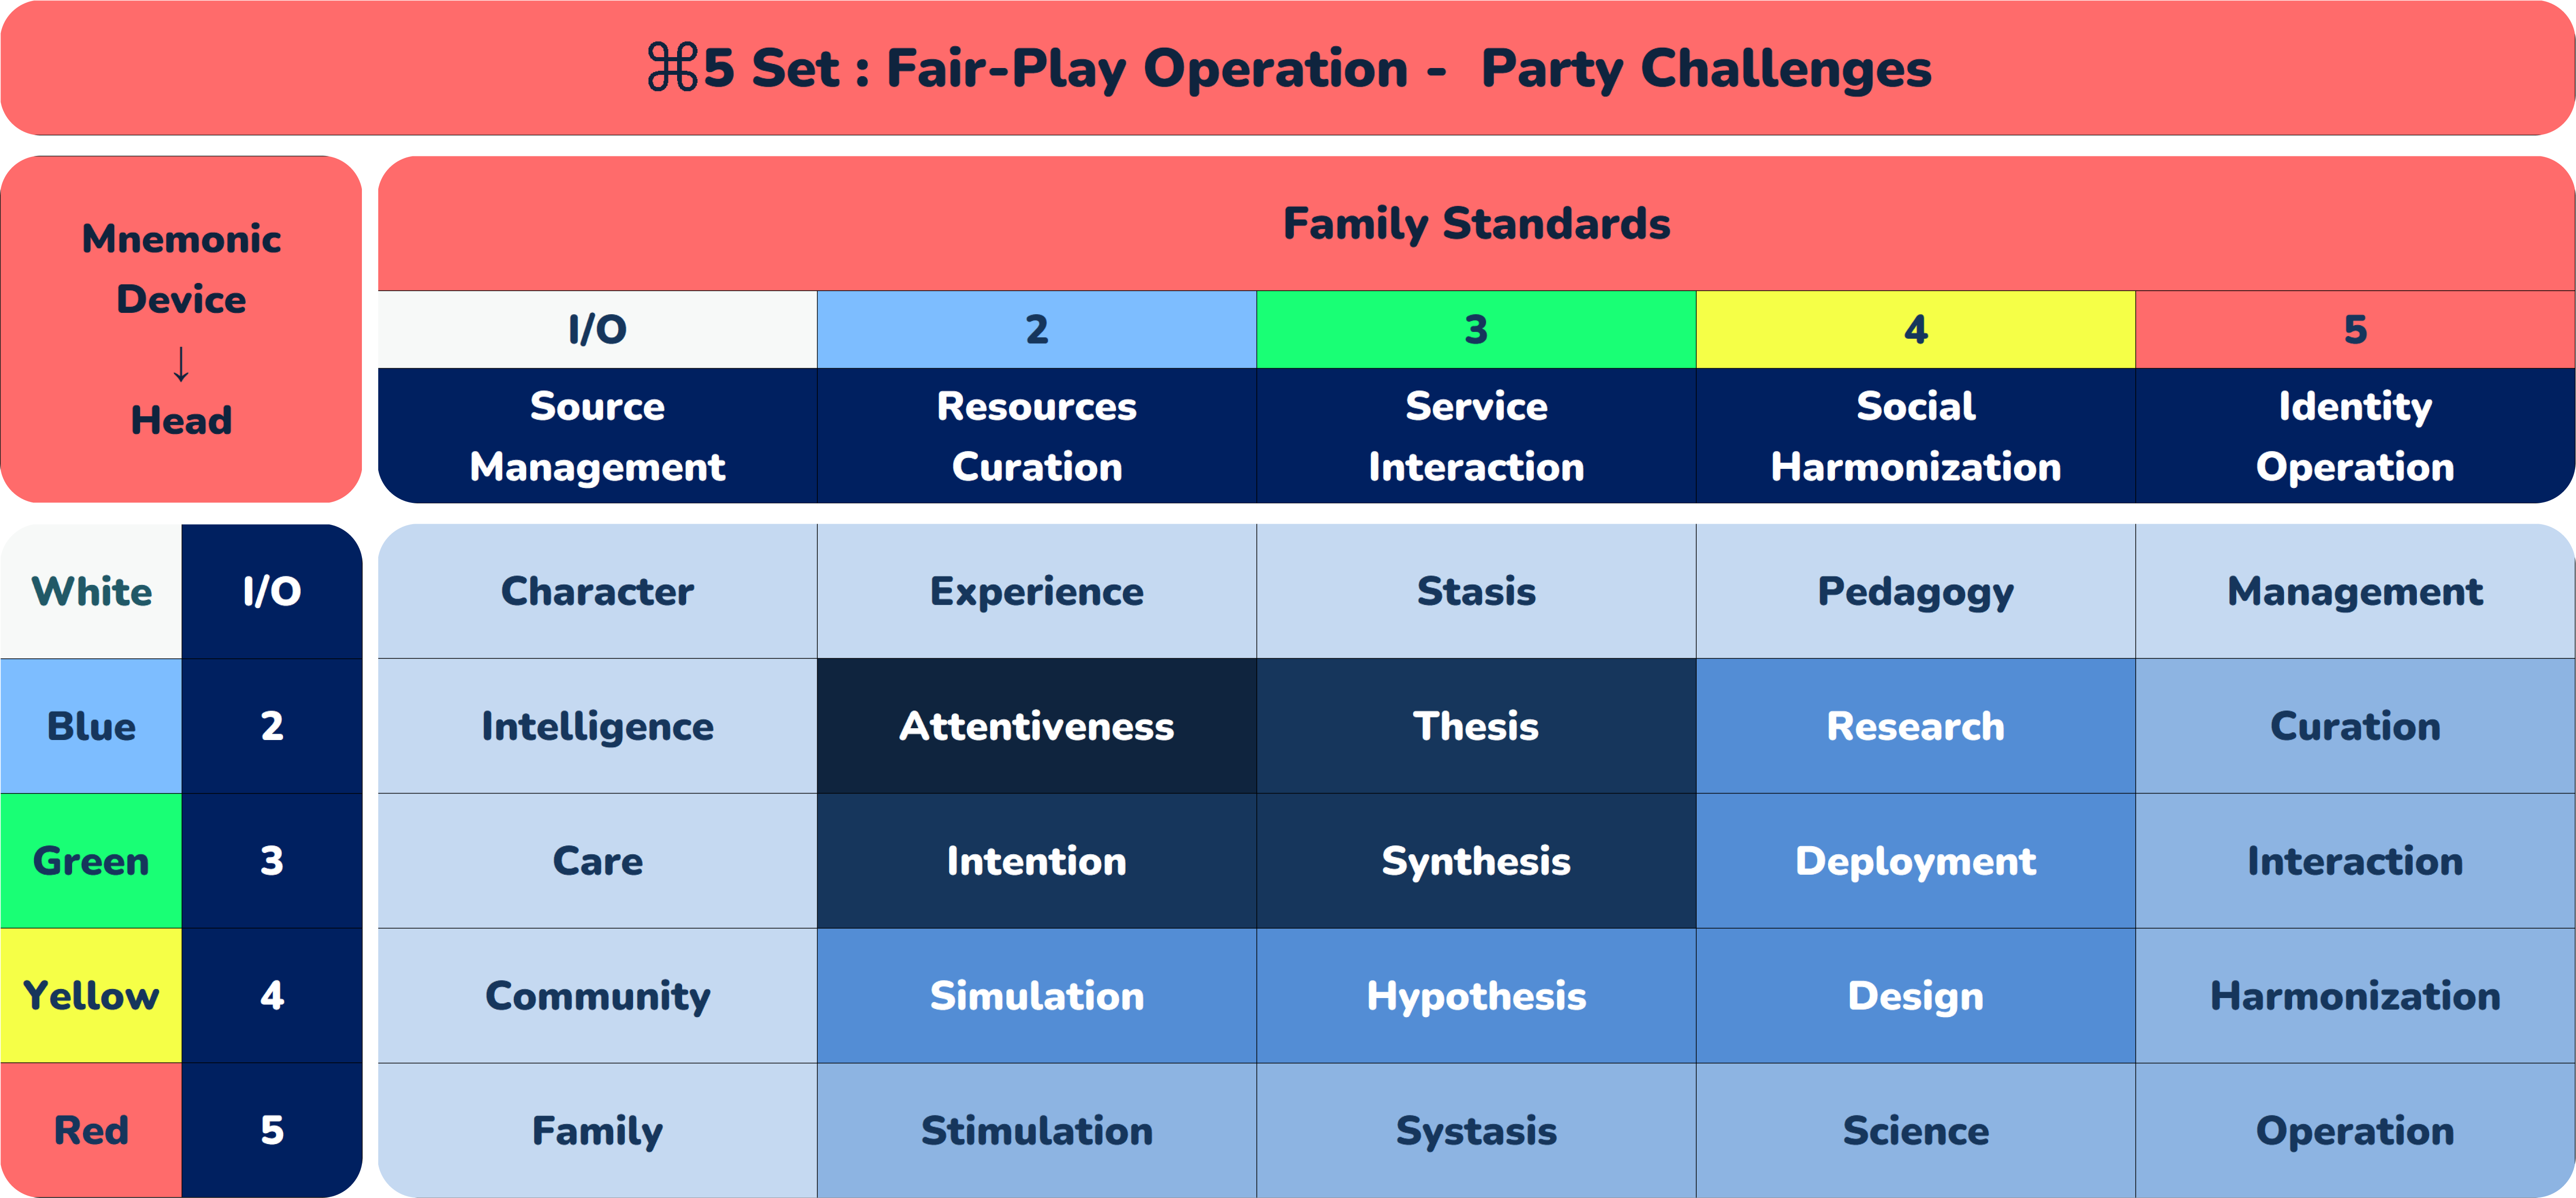 ⌘5 Set : Fair-Play Operation - Party Challenges
Mnemonic
Device
↓
Head
Family Standards
I/O 2 3 4 5
Source Management
Resources Curation
Service Interaction
Social Harmonization
Identity Operation
White I/O Character Experience Stasis Pedagogy Management
Blue 2 Intelligence Attentiveness Thesis Research Curation
Green 3 Care Intention Synthesis Deployment Interaction
Yellow 4 Community Simulation Hypothesis Design Harmonization
Red 5 Family Stimulation Systasis Science Operation